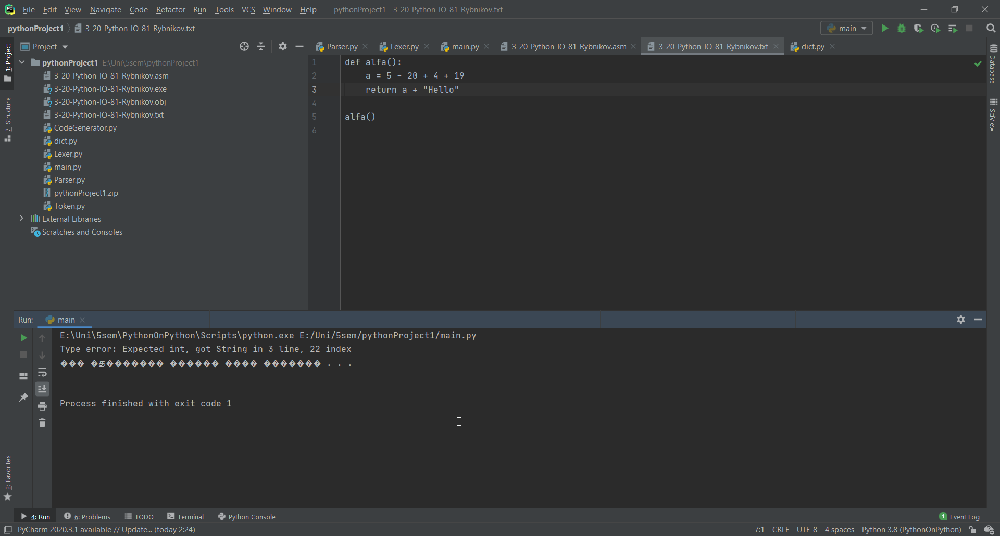 File Edit View Navigate Code Refactor Run Tools VCS Window Help pythonProject1 - 3-20-Python-IO-81-Rybnikov.txt
pythonProject1 3-20-Python-IO-81-Rybnikov.txt main
1: Project
7: Structure
2: Favorites
Project
pythonProject1 E:\Uni\5sem\pythonProject1
3-20-Python-IO-81-Rybnikov.asm
3-20-Python-IO-81-Rybnikov.exe
3-20-Python-IO-81-Rybnikov.obj
3-20-Python-IO-81-Rybnikov.txt
CodeGenerator.py
dict.py
Lexer.py
main.py
Parser.py
pythonProject1.zip
Token.py
External Libraries
Scratches and Consoles
Parser.py Lexer.py main.py 3-20-Python-IO-81-Rybnikov.asm 3-20-Python-IO-81-Rybnikov.txt dict.py
1 def alfa():
2 a = 5 - 20 + 4 + 19
3 return a + "Hello"
4
5 alfa()
6
Database
SciView
Run: main
E:\Uni\5sem\PythonOnPython\Scripts\python.exe E:/Uni/5sem/pythonProject1/main.py
Type error: Expected int, got String in 3 line, 22 index
. . .
Process finished with exit code 1
4: Run 6: Problems TODO Terminal Python Console 1 Event Log
PyCharm 2020.3.1 available // Update... (today 2:24) 7:1 CRLF UTF-8 4 spaces Python 3.8 (PythonOnPython)